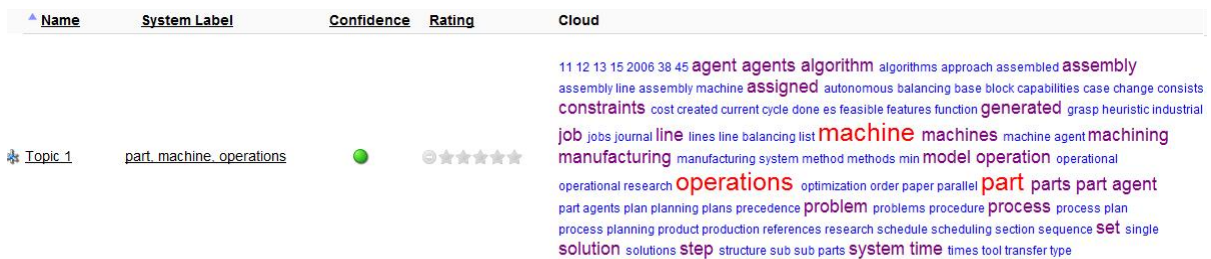 Name System Label Confidence Rating Cloud
11 12 13 15 2006 38 45 agent agents algorithm algorithms approach assembled assembly
assembly line assembly machine assigned autonomous balancing base block capabilities case change consists
constraints cost created current cycle done es feasible features function generated grasp heuristic industrial
job jobs journal line lines line balancing list machine machines machine agent machining
manufacturing manufacturing system method methods min model operation operational
operational research operations optimization order paper parallel part parts part agent
part agents plan planning plans precedence problem problems procedure process process plan
process planning product production references research schedule scheduling section sequence set single
solution solutions step structure sub sub parts system time times tool transfer type
Topic 1 part, machine, operations